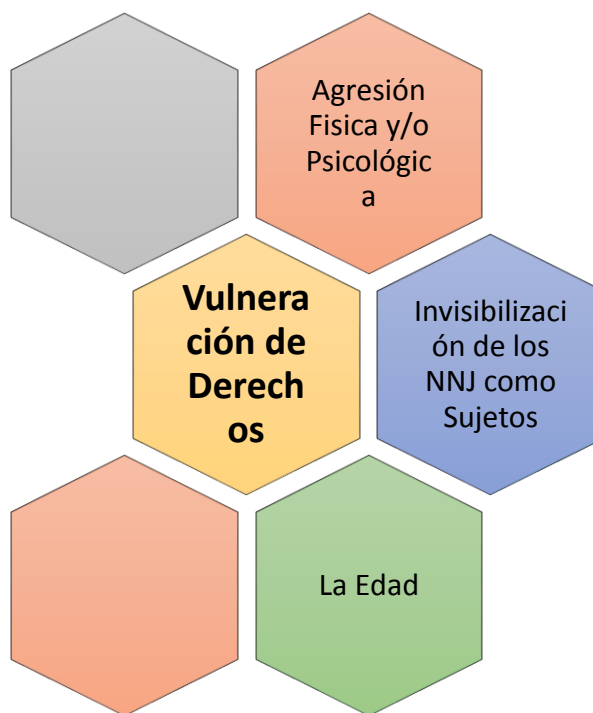 Agresión
Fisica y/o
Psicológic
a
Vulnera
ción de
Derech
os
Invisibilizaci
ón de los
NNJ como
Sujetos
La Edad